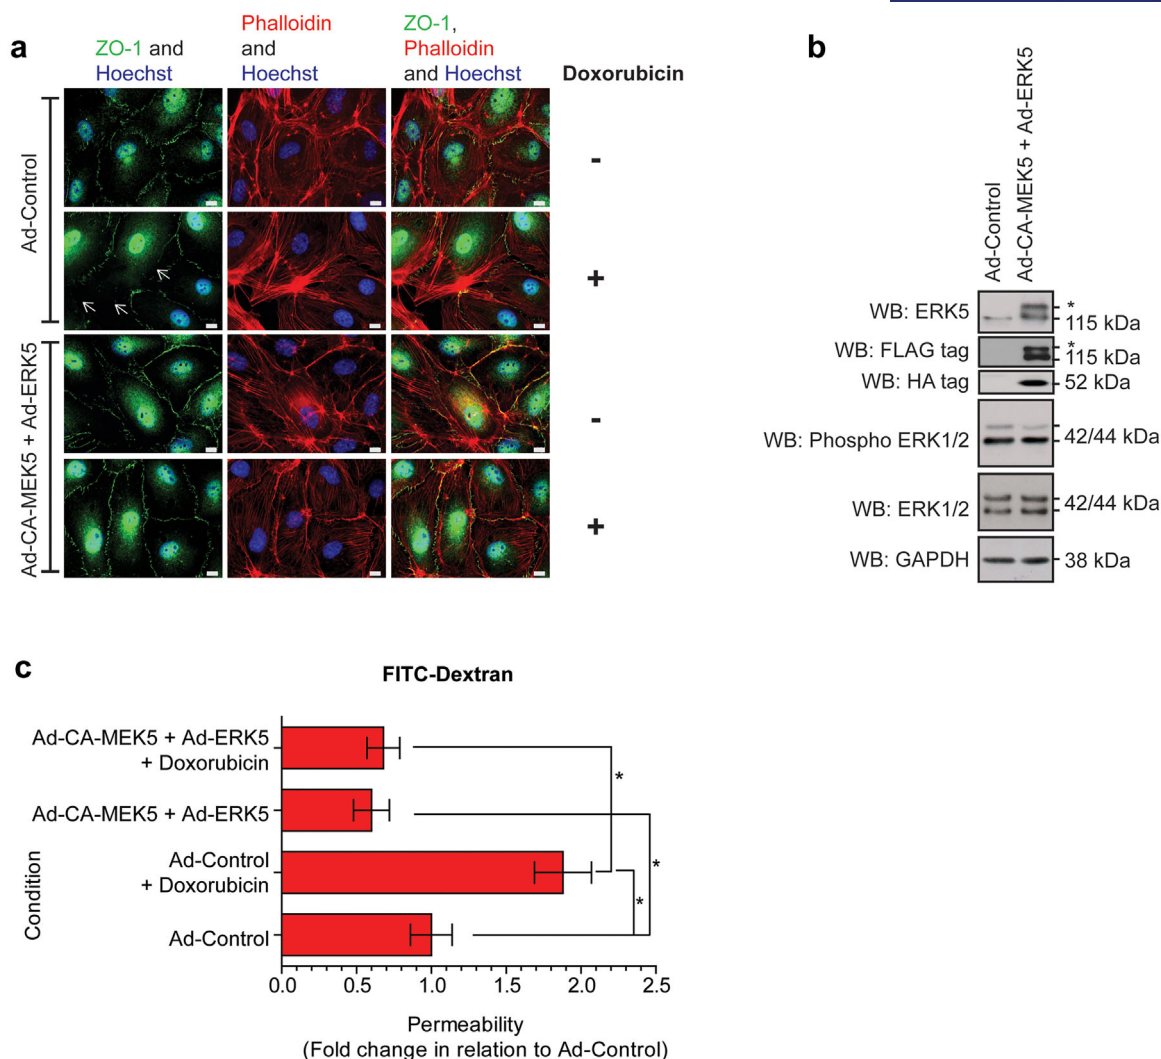 a
ZO-1 and
Hoechst
Phalloidin
and
Hoechst
ZO-1,
Phalloidin
and Hoechst
Doxorubicin
Ad-Control
-
+
Ad-CA-MEK5 + Ad-ERK5
-
+
b
Ad-Control
Ad-CA-MEK5 + Ad-ERK5
WB: ERK5
*
115 kDa
WB: FLAG tag
*
115 kDa
WB: HA tag
52 kDa
WB: Phospho ERK1/2
42/44 kDa
WB: ERK1/2
42/44 kDa
WB: GAPDH
38 kDa
c
FITC-Dextran
Condition
Ad-CA-MEK5 + Ad-ERK5
+ Doxorubicin
Ad-CA-MEK5 + Ad-ERK5
Ad-Control
+ Doxorubicin
Ad-Control
*
*
*
0.0 0.5 1.0 1.5 2.0 2.5
Permeability
(Fold change in relation to Ad-Control)